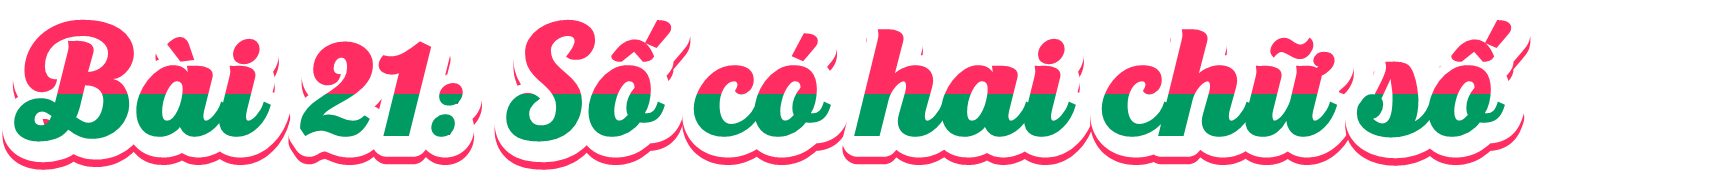 Bài 21: Số có hai chữ số